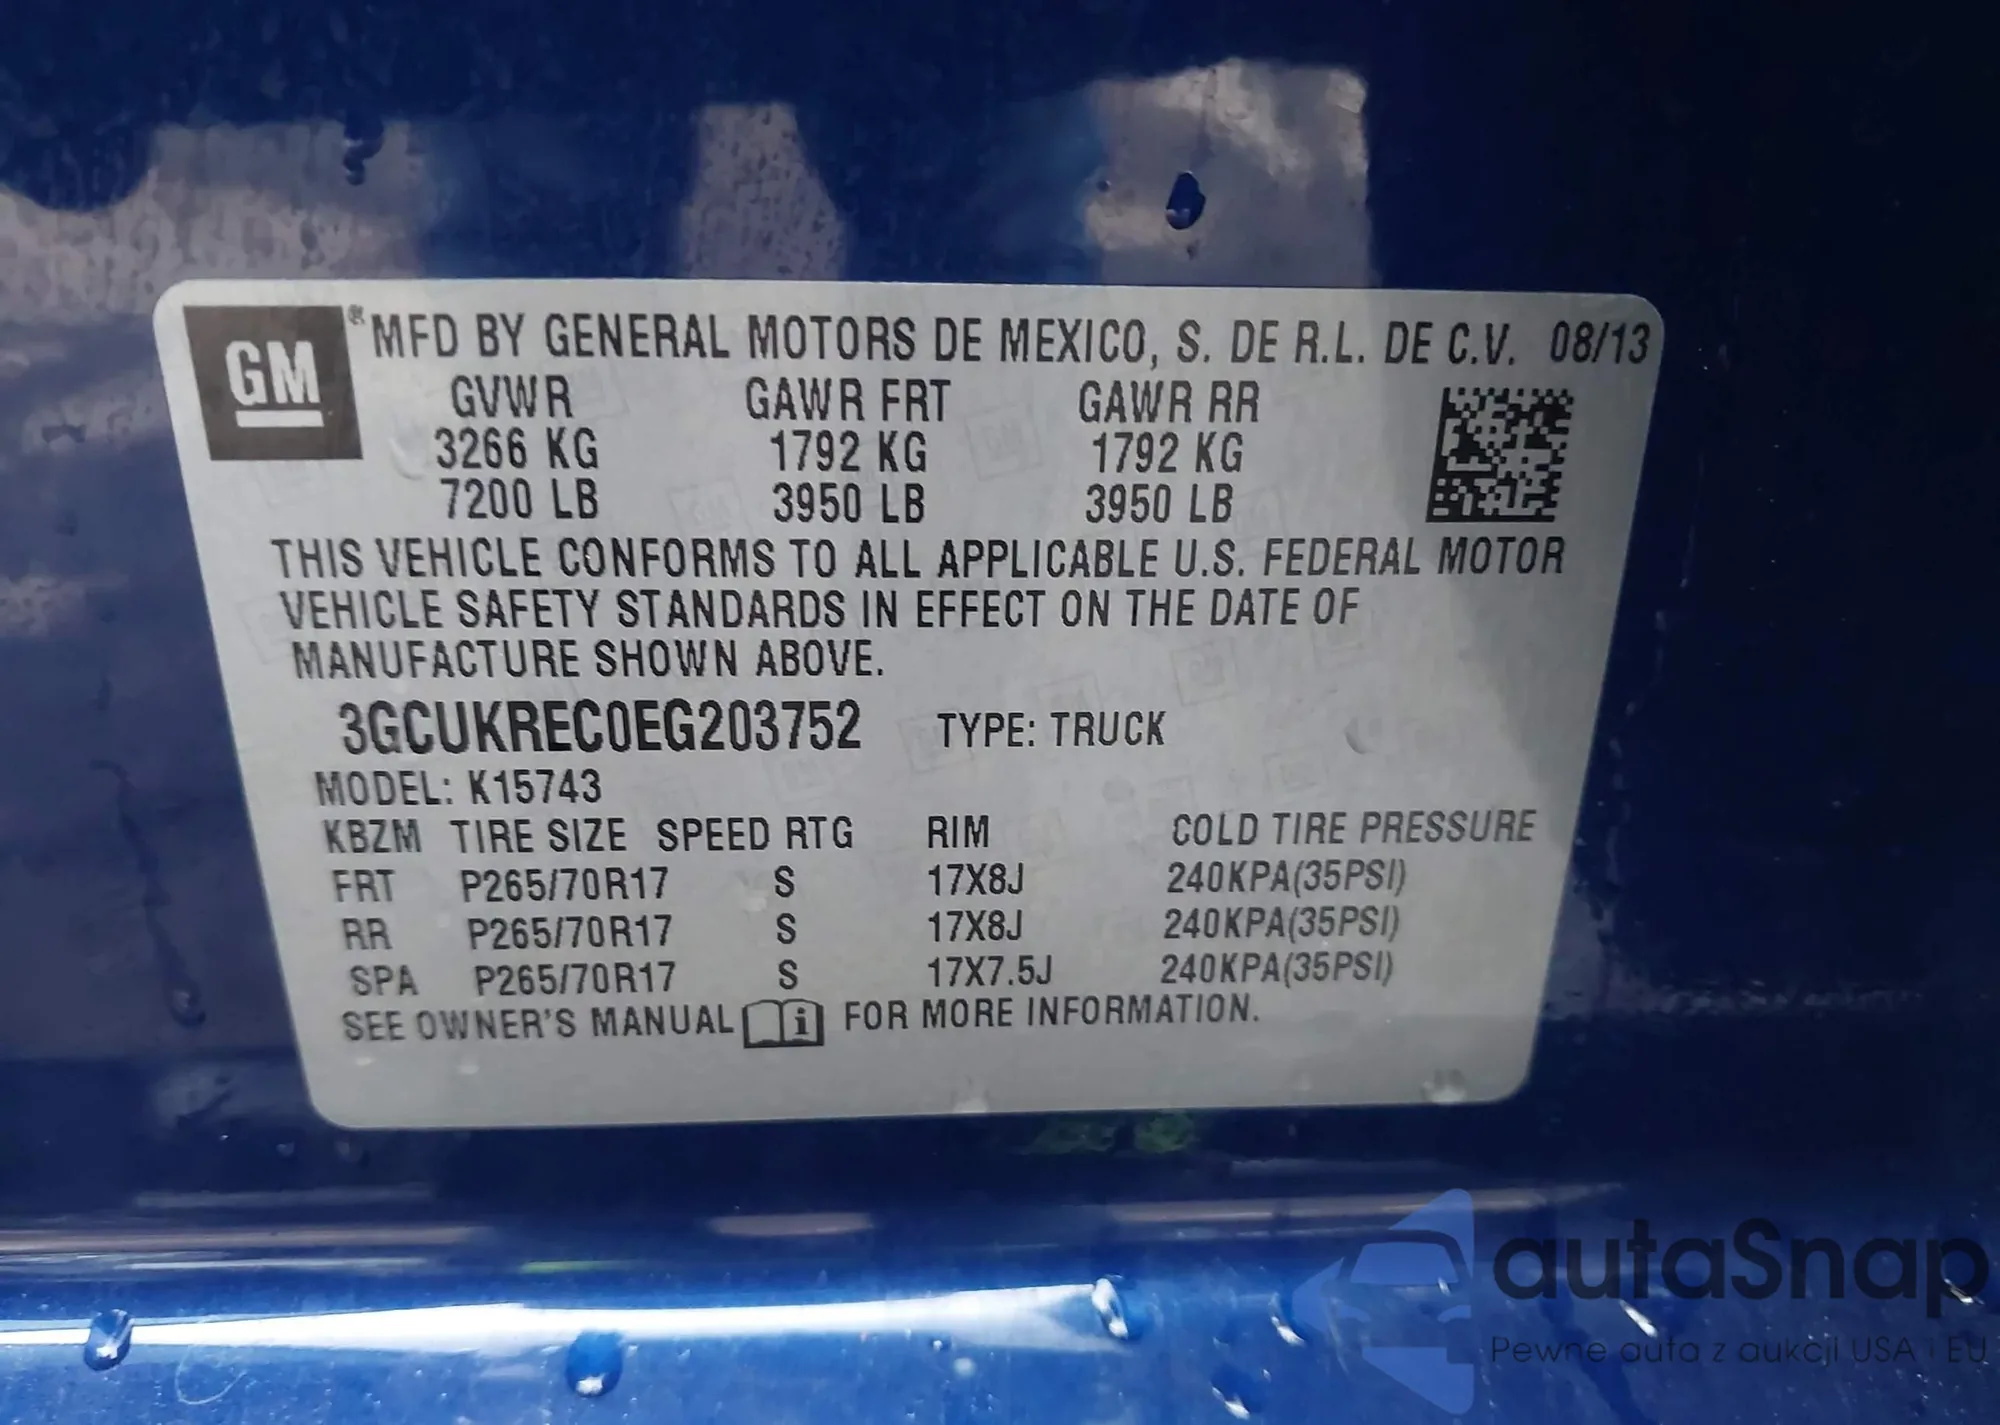 GM
® MFD BY GENERAL MOTORS DE MEXICO, S. DE R.L. DE C.V. 08/13
GVWR GAWR FRT GAWR RR
3266 KG 1792 KG 1792 KG
7200 LB 3950 LB 3950 LB
THIS VEHICLE CONFORMS TO ALL APPLICABLE U.S. FEDERAL MOTOR
VEHICLE SAFETY STANDARDS IN EFFECT ON THE DATE OF
MANUFACTURE SHOWN ABOVE.
3GCUKREC0EG203752 TYPE: TRUCK
MODEL: K15743
KBZM TIRE SIZE SPEED RTG RIM COLD TIRE PRESSURE
FRT P265/70R17 S 17X8J 240KPA(35PSI)
RR P265/70R17 S 17X8J 240KPA(35PSI)
SPA P265/70R17 S 17X7.5J 240KPA(35PSI)
SEE OWNER'S MANUAL i FOR MORE INFORMATION.
autaSnap
Pewne auta z aukcji USA i EU